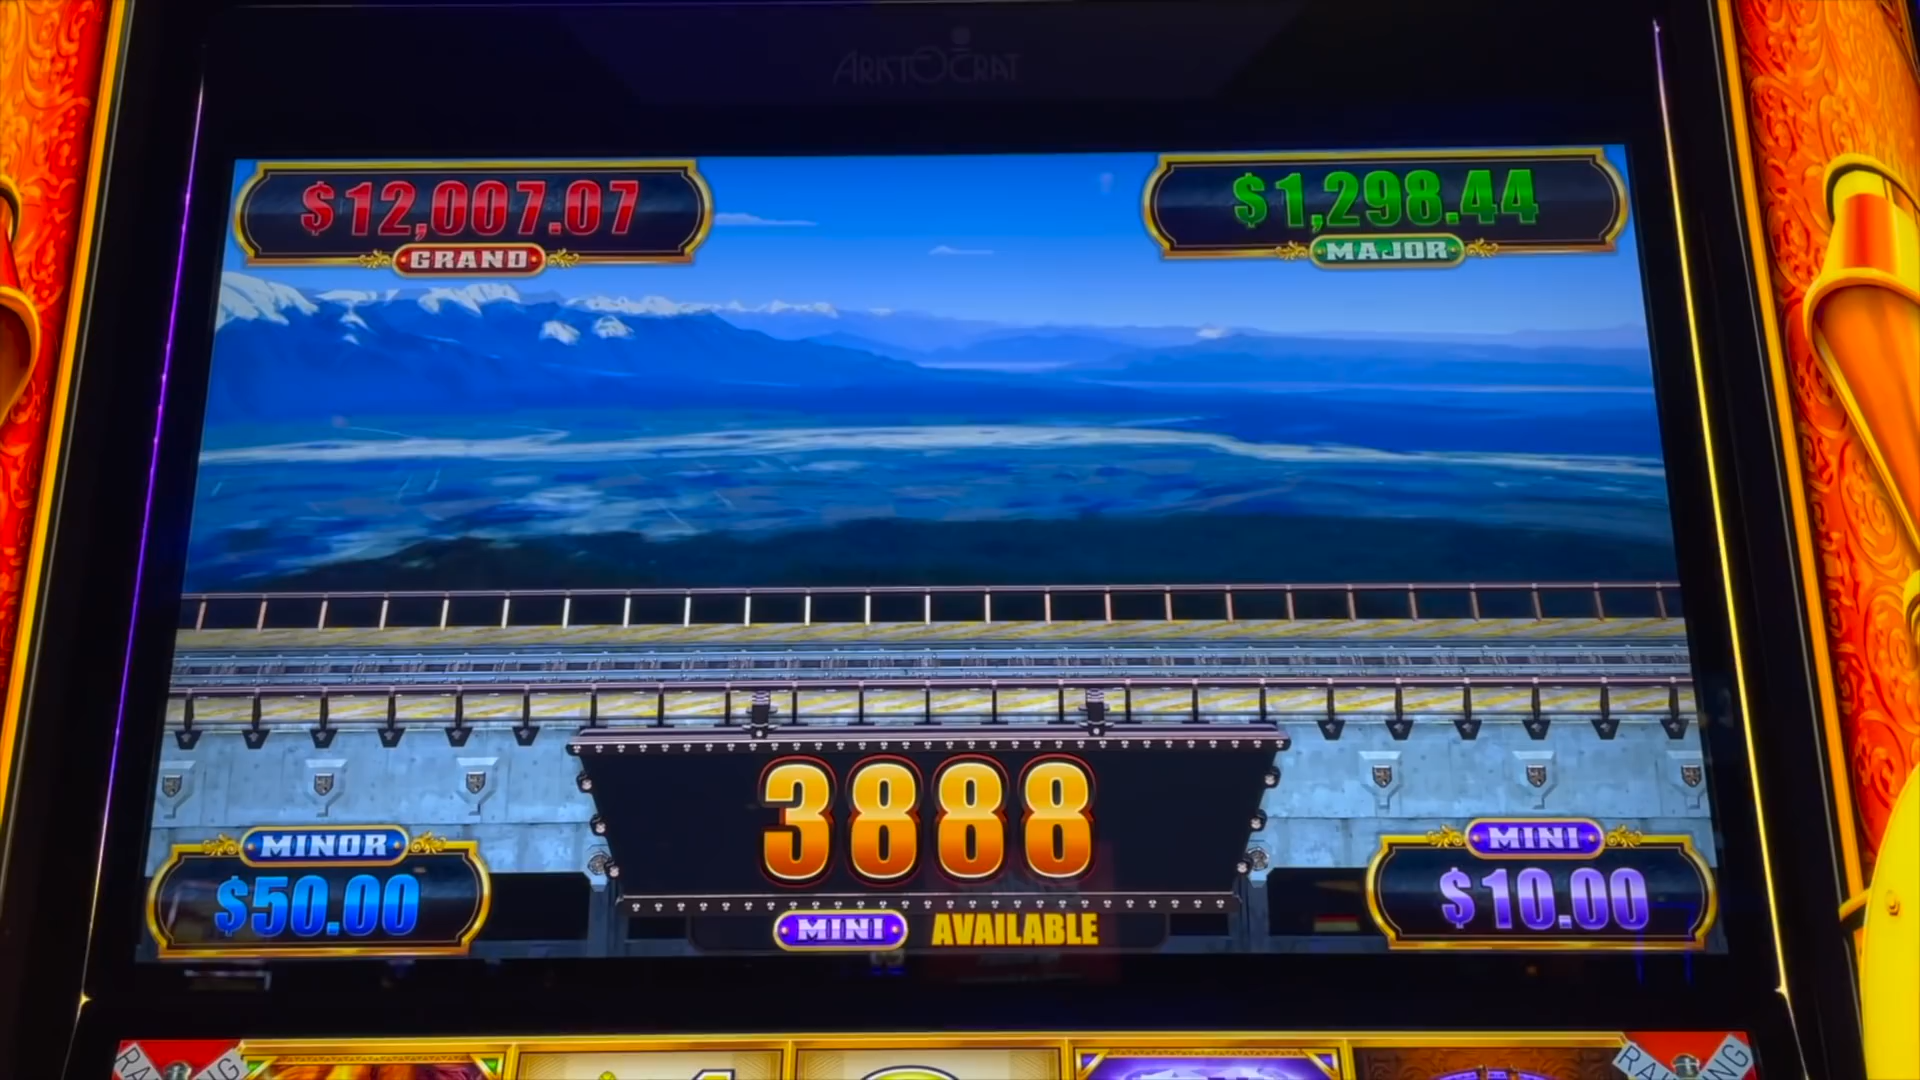 ARISTOCRAT
$12,007.07
GRAND
$1,298.44
MAJOR
3888
MINI AVAILABLE
MINOR
$50.00
MINI
$10.00